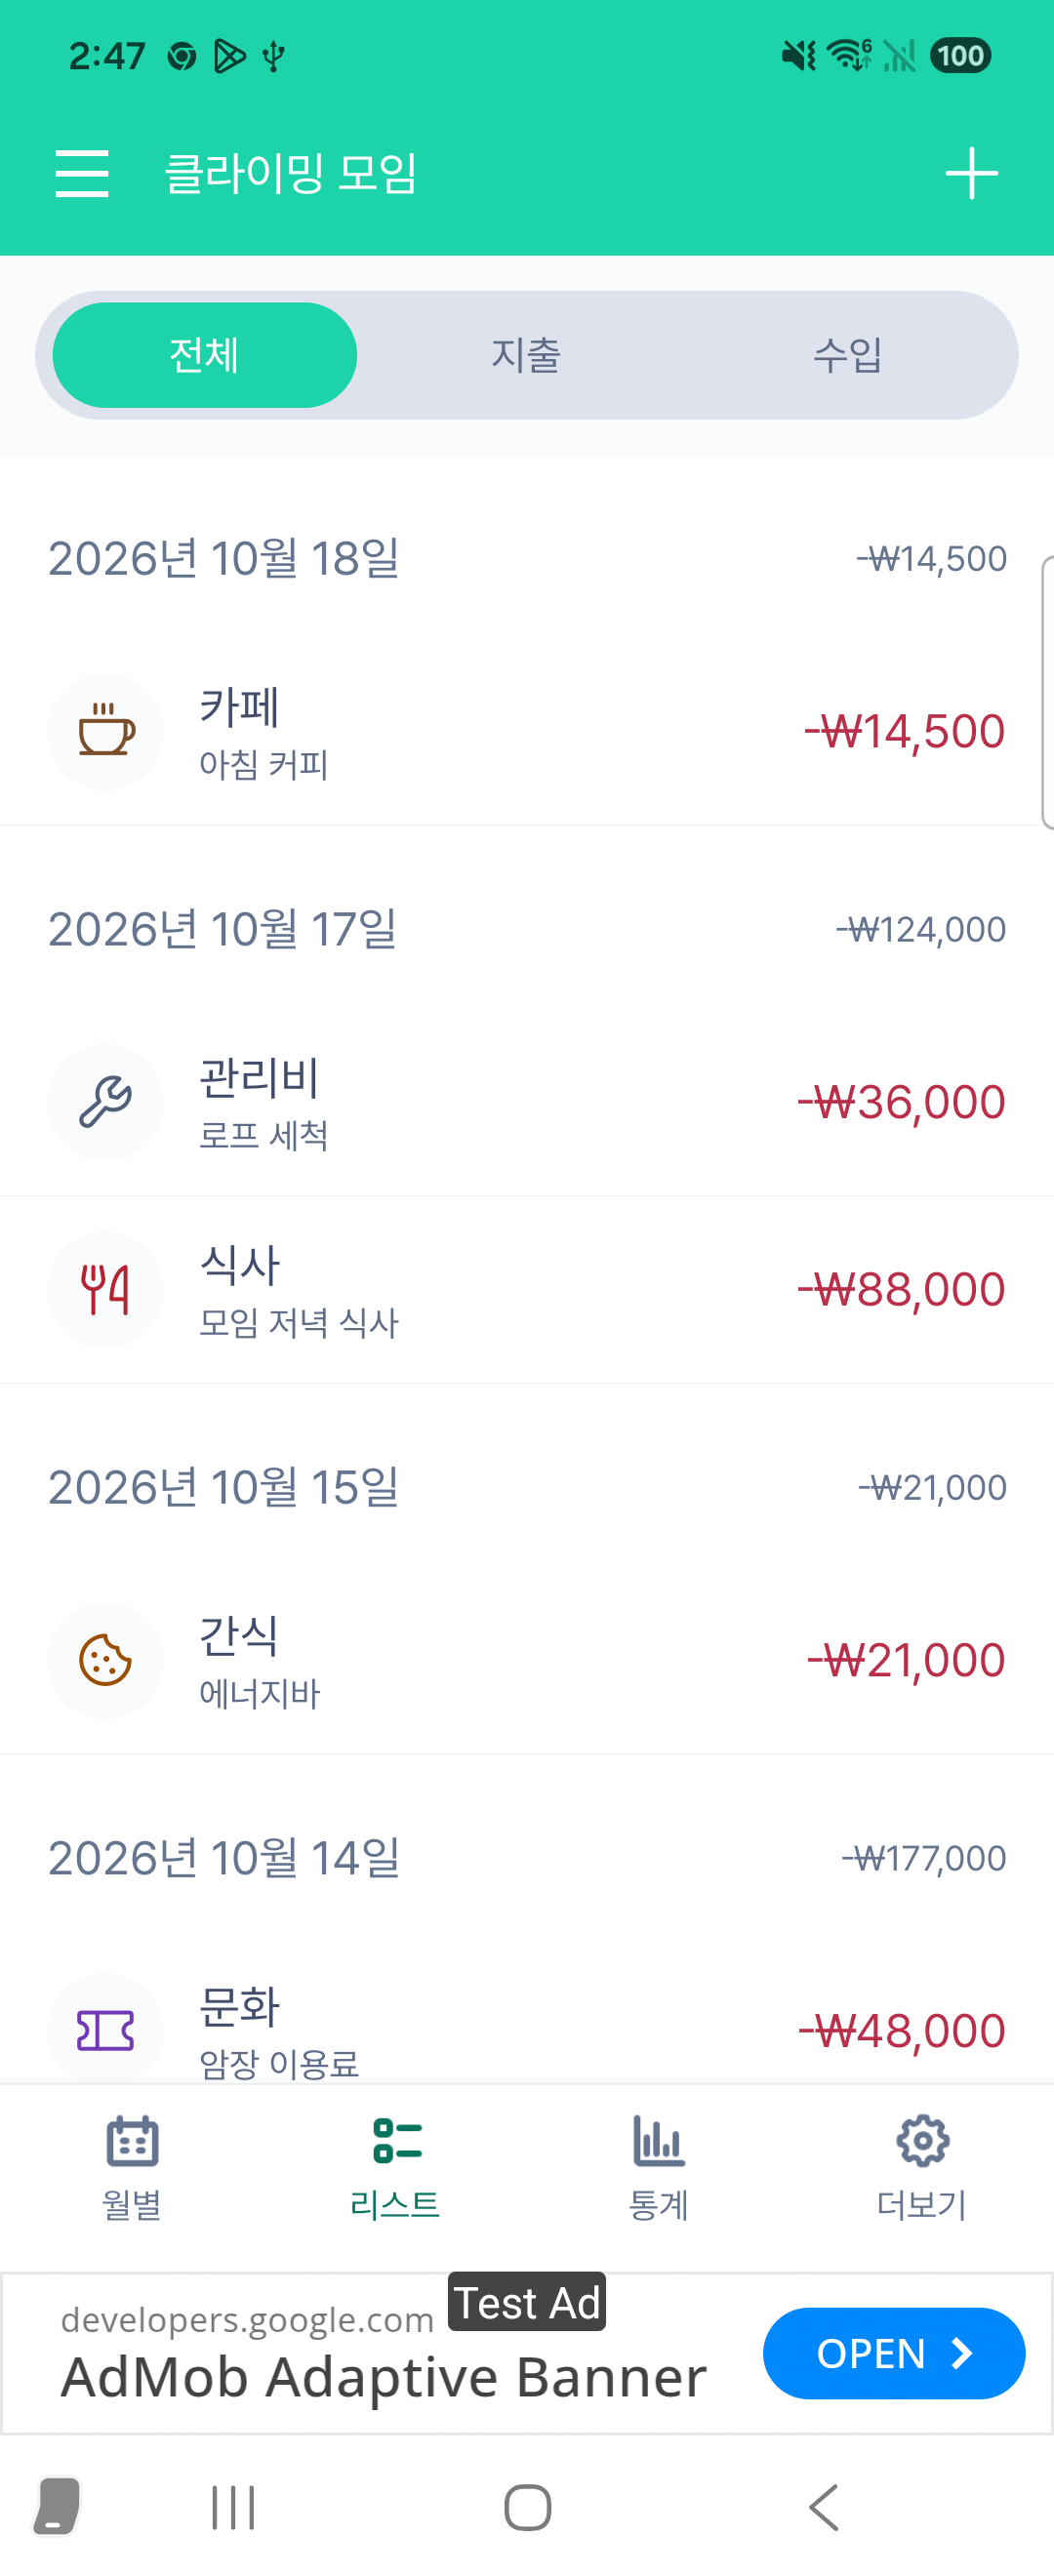 2:47
6
100
클라이밍 모임
전체
지출
수입
2026년 10월 18일
-₩14,500
카페
아침 커피
-₩14,500
2026년 10월 17일
-₩124,000
관리비
로프 세척
-₩36,000
식사
모임 저녁 식사
-₩88,000
2026년 10월 15일
-₩21,000
간식
에너지바
-₩21,000
2026년 10월 14일
-₩177,000
문화
암장 이용료
-₩48,000
월별
리스트
통계
더보기
Test Ad
developers.google.com
AdMob Adaptive Banner
OPEN